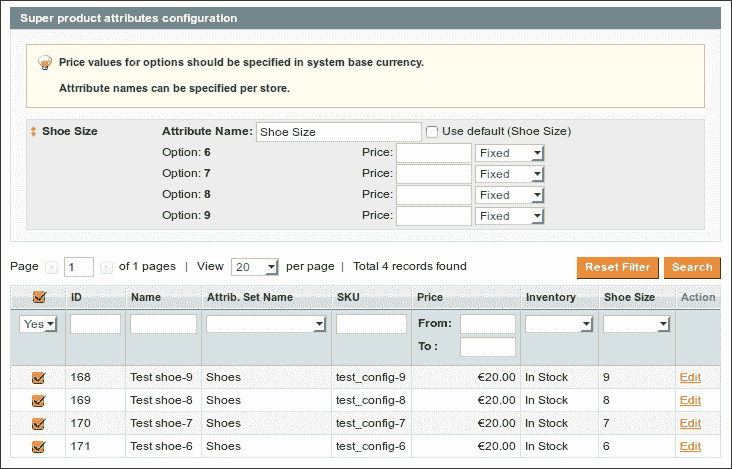 Super product attributes configuration
Price values for options should be specified in system base currency.
Attrribute names can be specified per store.
Shoe Size Attribute Name: Shoe Size Use default (Shoe Size)
Option: 6 Price: Fixed
Option: 7 Price: Fixed
Option: 8 Price: Fixed
Option: 9 Price: Fixed
Page 1 of 1 pages | View 20 per page | Total 4 records found Reset Filter Search
ID Name Attrib. Set Name SKU Price Inventory Shoe Size Action
Yes From:
To :
168 Test shoe-9 Shoes test_config-9 €20.00 In Stock 9 Edit
169 Test shoe-8 Shoes test_config-8 €20.00 In Stock 8 Edit
170 Test shoe-7 Shoes test_config-7 €20.00 In Stock 7 Edit
171 Test shoe-6 Shoes test_config-6 €20.00 In Stock 6 Edit